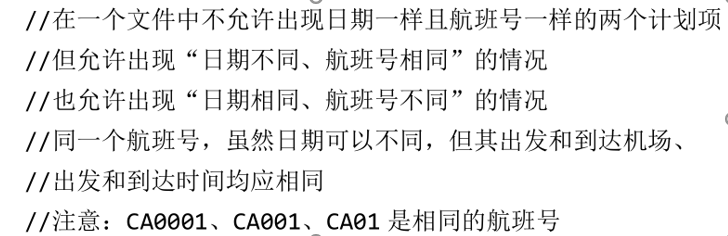 //在一个文件中不允许出现日期一样且航班号一样的两个计划项
//但允许出现“日期不同、航班号相同”的情况
//也允许出现“日期相同、航班号不同”的情况
//同一个航班号，虽然日期可以不同，但其出发和到达机场、
//出发和到达时间均应相同
//注意：CA0001、CA001、CA01 是相同的航班号